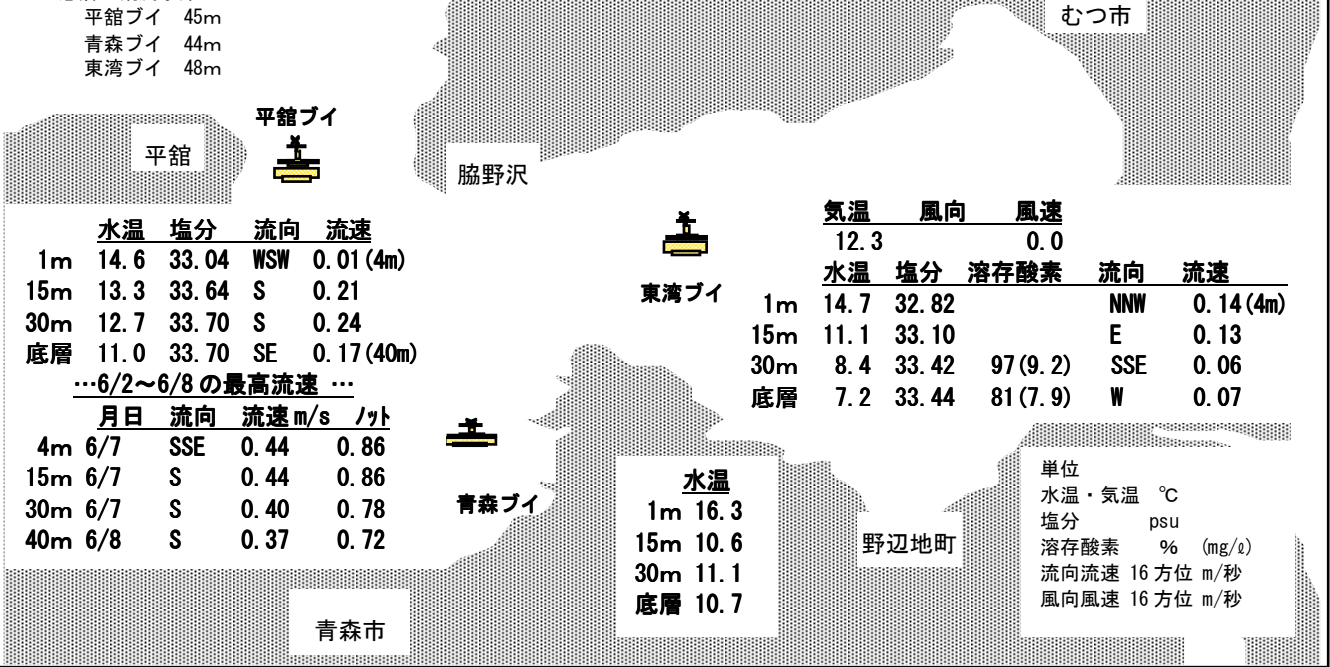 平舘ブイ 45m
青森ブイ 44m
東湾ブイ 48m
むつ市
平舘ブイ
平舘
脇野沢
水温 塩分 流向 流速
1m 14.6 33.04 WSW 0.01(4m)
15m 13.3 33.64 S 0.21
30m 12.7 33.70 S 0.24
底層 11.0 33.70 SE 0.17(40m)
…6/2～6/8の最高流速…
月日 流向 流速m/s ﾉｯﾄ
4m 6/7 SSE 0.44 0.86
15m 6/7 S 0.44 0.86
30m 6/7 S 0.40 0.78
40m 6/8 S 0.37 0.72
東湾ブイ
気温 風向 風速
12.3 0.0
水温 塩分 溶存酸素 流向 流速
1m 14.7 32.82 NNW 0.14(4m)
15m 11.1 33.10 E 0.13
30m 8.4 33.42 97(9.2) SSE 0.06
底層 7.2 33.44 81(7.9) W 0.07
青森ブイ
水温
1m 16.3
15m 10.6
30m 11.1
底層 10.7
野辺地町
単位
水温・気温 ℃
塩分 psu
溶存酸素 % (mg/ℓ)
流向流速 16方位 m/秒
風向風速 16方位 m/秒
青森市